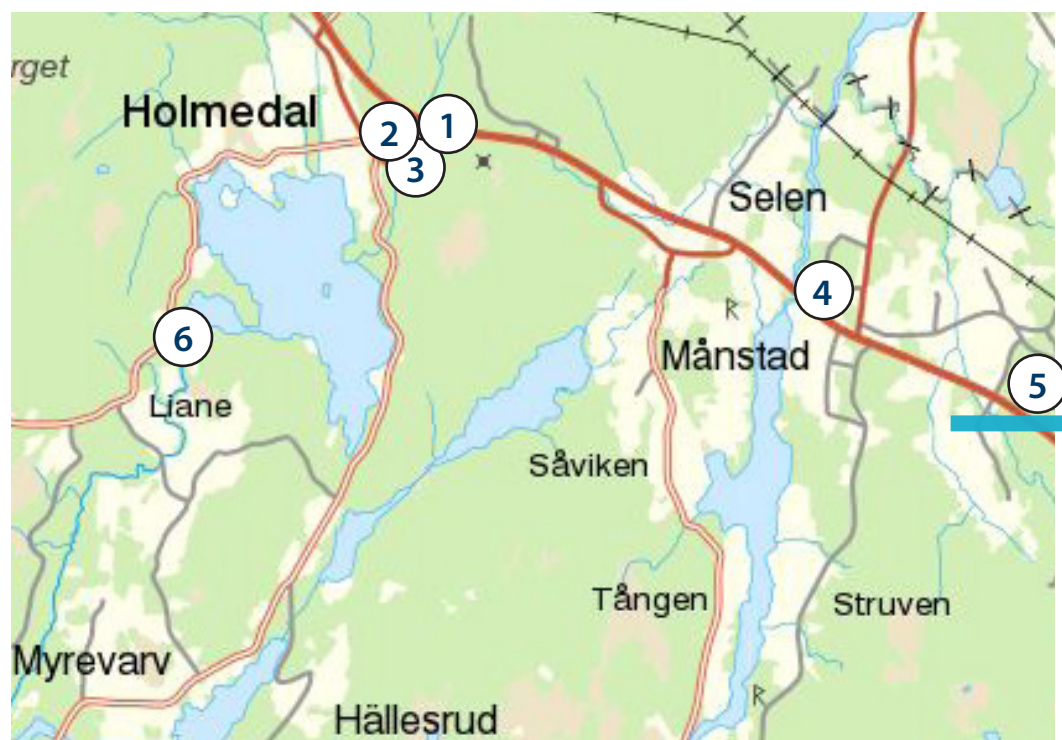 rget
Holmedal
1
2
3
Selen
4
Månstad
6
5
Liane
Såviken
Tången
Struven
Myrevarv
Hällesrud